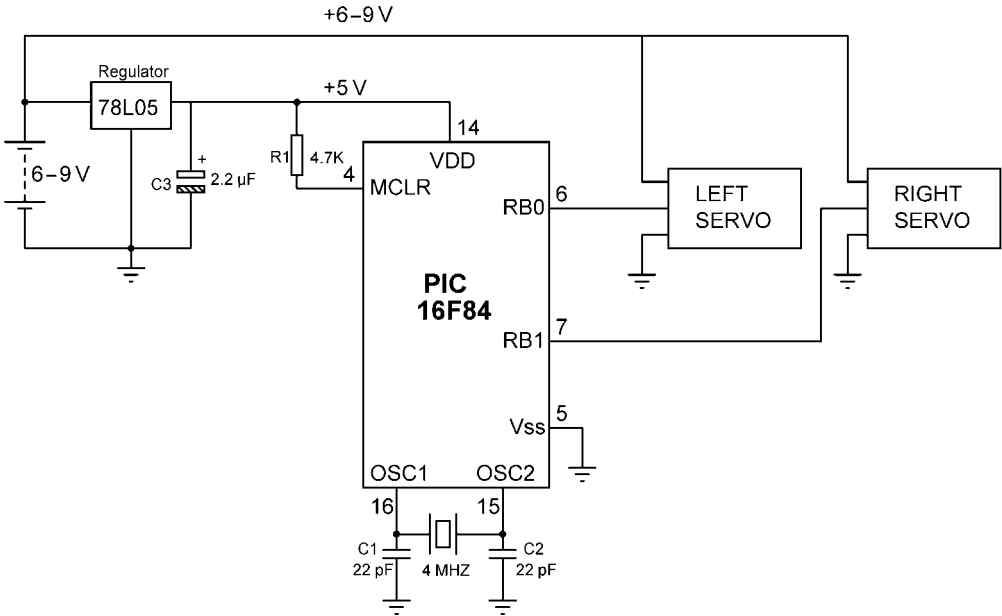 +6-9 V
Regulator
78L05
+5 V
14
VDD
R1
4.7K
4
MCLR
6-9 V
+
C3
2.2 µF
6
RB0
LEFT
SERVO
RIGHT
SERVO
PIC
16F84
7
RB1
5
Vss
OSC1
OSC2
16
15
C1
22 pF
4 MHZ
C2
22 pF